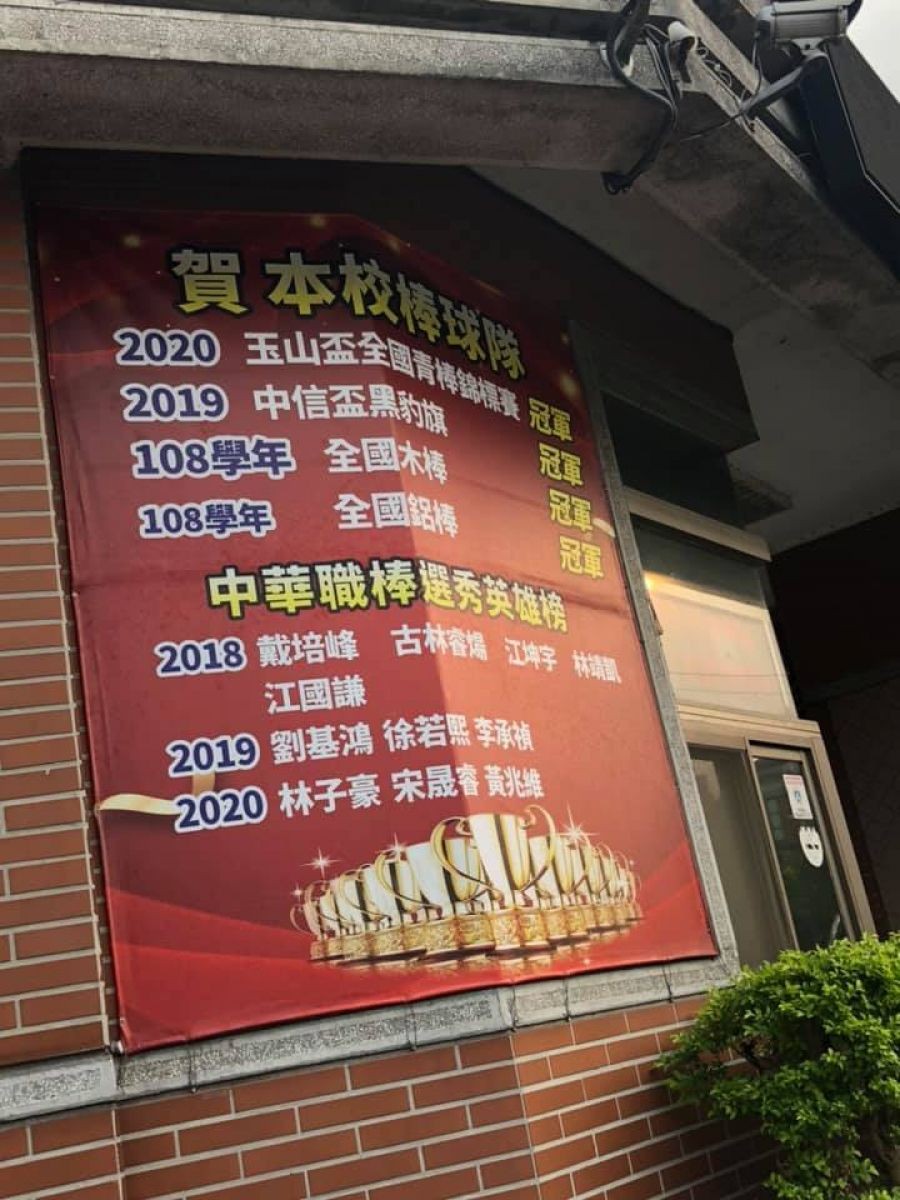 賀 本校棒球隊
2020 玉山盃全國青棒錦標賽 冠軍
2019 中信盃黑豹旗 冠軍
108學年 全國木棒 冠軍
108學年 全國鋁棒 冠軍
中華職棒選秀英雄榜
2018 戴培峰 古林睿煬 江坤宇 林靖凱
江國謙
2019 劉基鴻 徐若熙 李承禎
2020 林子豪 宋晟睿 黃兆維